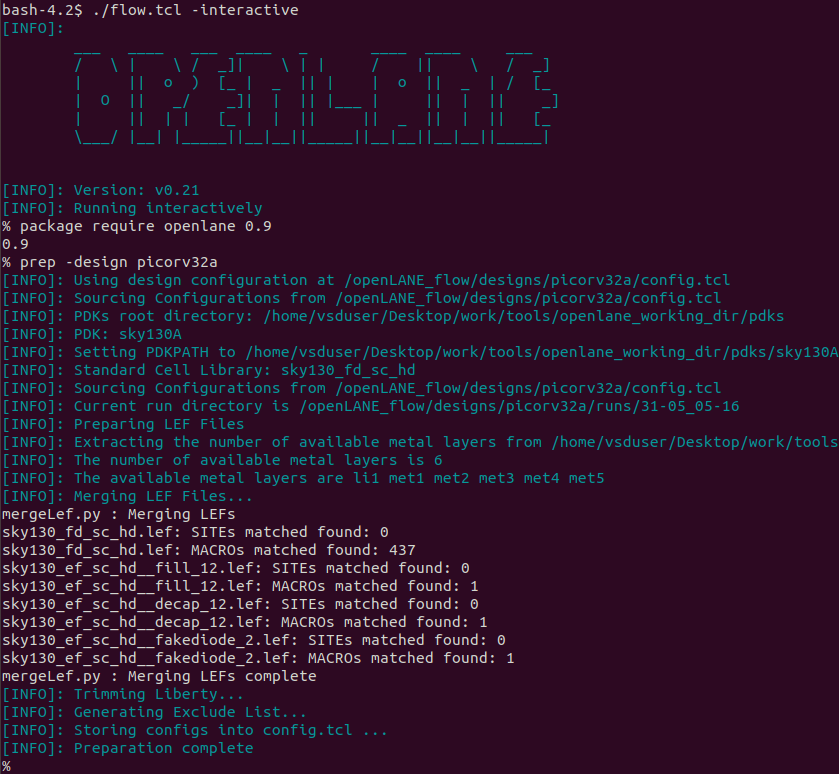 bash-4.2$ ./flow.tcl -interactive
[INFO]:
OPENLANE
[INFO]: Version: v0.21
[INFO]: Running interactively
% package require openlane 0.9
0.9
% prep -design picorv32a
[INFO]: Using design configuration at /openLANE_flow/designs/picorv32a/config.tcl
[INFO]: Sourcing Configurations from /openLANE_flow/designs/picorv32a/config.tcl
[INFO]: PDKs root directory: /home/vsduser/Desktop/work/tools/openlane_working_dir/pdks
[INFO]: PDK: sky130A
[INFO]: Setting PDKPATH to /home/vsduser/Desktop/work/tools/openlane_working_dir/pdks/sky130A
[INFO]: Standard Cell Library: sky130_fd_sc_hd
[INFO]: Sourcing Configurations from /openLANE_flow/designs/picorv32a/config.tcl
[INFO]: Current run directory is /openLANE_flow/designs/picorv32a/runs/31-05_05-16
[INFO]: Preparing LEF Files
[INFO]: Extracting the number of available metal layers from /home/vsduser/Desktop/work/tools
[INFO]: The number of available metal layers is 6
[INFO]: The available metal layers are li1 met1 met2 met3 met4 met5
[INFO]: Merging LEF Files...
mergeLef.py : Merging LEFs
sky130_fd_sc_hd.lef: SITEs matched found: 0
sky130_fd_sc_hd.lef: MACROs matched found: 437
sky130_ef_sc_hd__fill_12.lef: SITEs matched found: 0
sky130_ef_sc_hd__fill_12.lef: MACROs matched found: 1
sky130_ef_sc_hd__decap_12.lef: SITEs matched found: 0
sky130_ef_sc_hd__decap_12.lef: MACROs matched found: 1
sky130_ef_sc_hd__fakediode_2.lef: SITEs matched found: 0
sky130_ef_sc_hd__fakediode_2.lef: MACROs matched found: 1
mergeLef.py : Merging LEFs complete
[INFO]: Trimming Liberty...
[INFO]: Generating Exclude List...
[INFO]: Storing configs into config.tcl ...
[INFO]: Preparation complete
%